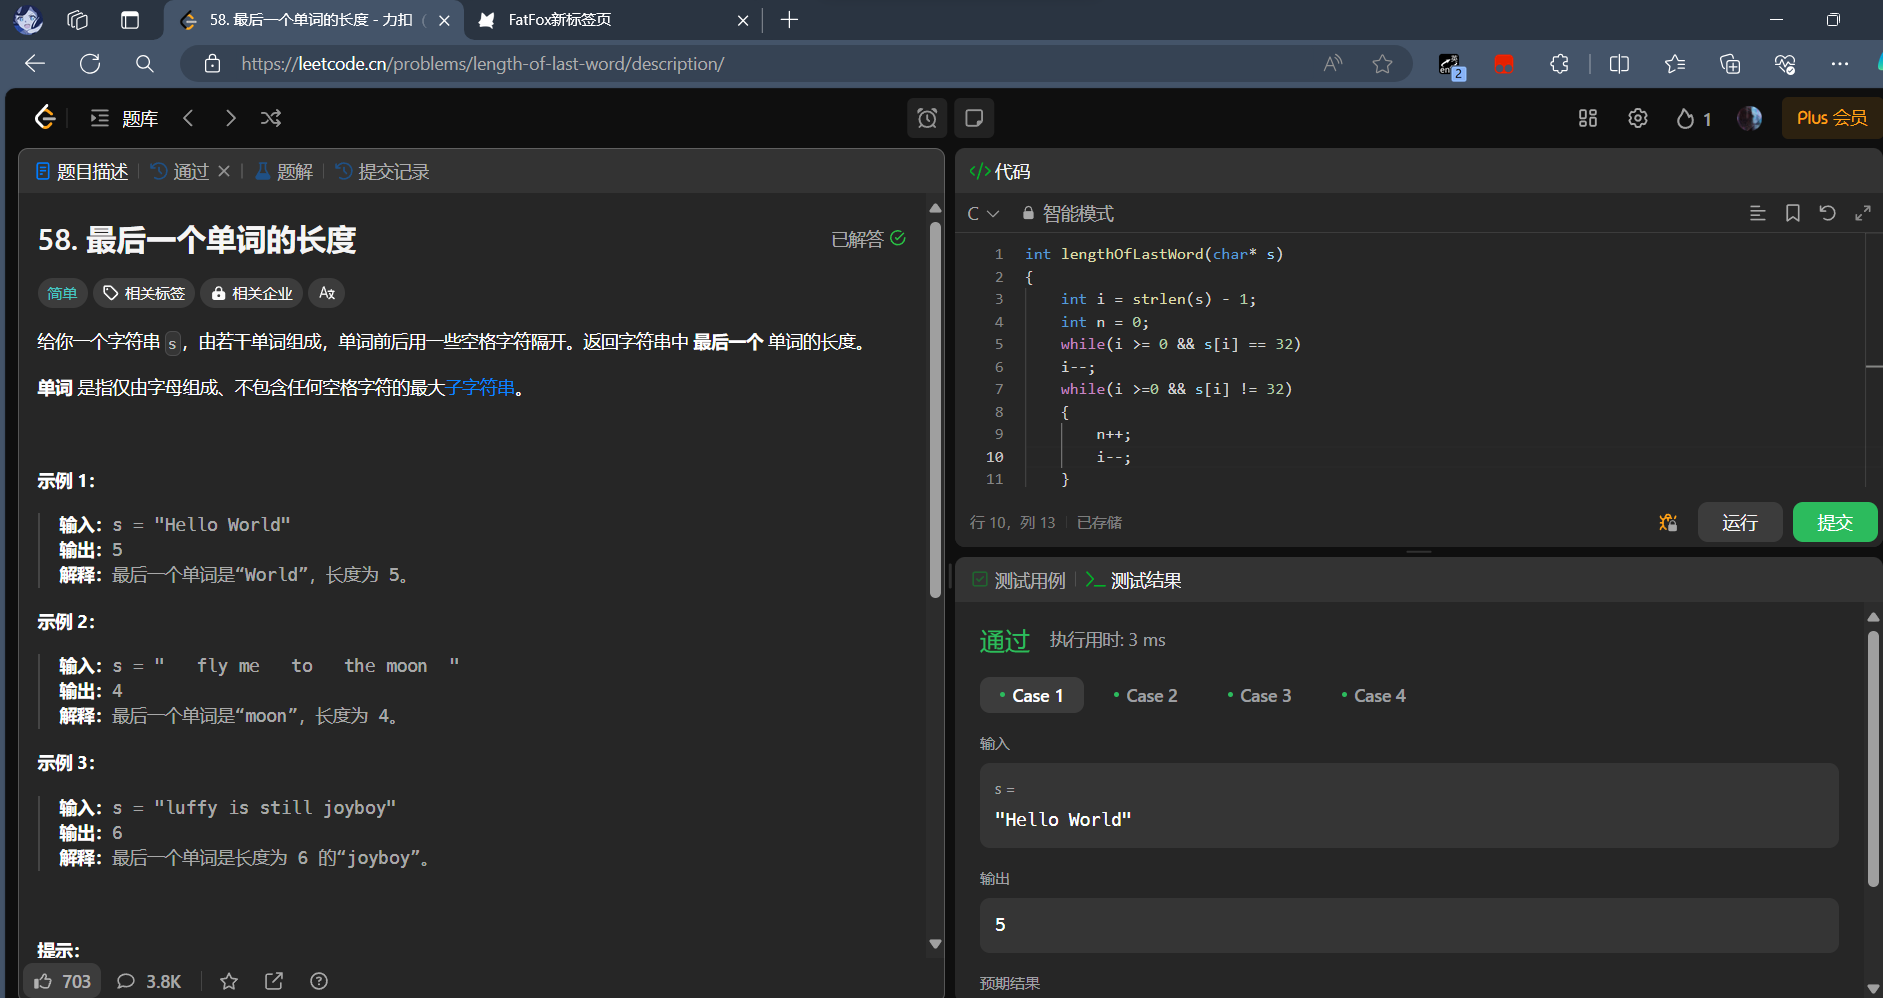 58. 最后一个单词的长度 - 力扣（
FatFox新标签页
https://leetcode.cn/problems/length-of-last-word/description/
2
题库
1
Plus 会员
题目描述
通过
题解
提交记录
58. 最后一个单词的长度
已解答
简单
相关标签
相关企业
给你一个字符串 s，由若干单词组成，单词前后用一些空格字符隔开。返回字符串中 最后一个 单词的长度。
单词 是指仅由字母组成、不包含任何空格字符的最大子字符串。
示例 1：
输入：s = "Hello World"
输出：5
解释：最后一个单词是“World”，长度为 5。
示例 2：
输入：s = "   fly me   to   the moon  "
输出：4
解释：最后一个单词是“moon”，长度为 4。
示例 3：
输入：s = "luffy is still joyboy"
输出：6
解释：最后一个单词是长度为 6 的“joyboy”。
提示：
703
3.8K
</> 代码
C
智能模式
1 int lengthOfLastWord(char* s)
2 {
3     int i = strlen(s) - 1;
4     int n = 0;
5     while(i >= 0 && s[i] == 32)
6     i--;
7     while(i >=0 && s[i] != 32)
8     {
9         n++;
10         i--;
11     }
行 10，列 13
已存储
运行
提交
测试用例
测试结果
通过
执行用时: 3 ms
Case 1
Case 2
Case 3
Case 4
输入
s =
"Hello World"
输出
5
预期结果